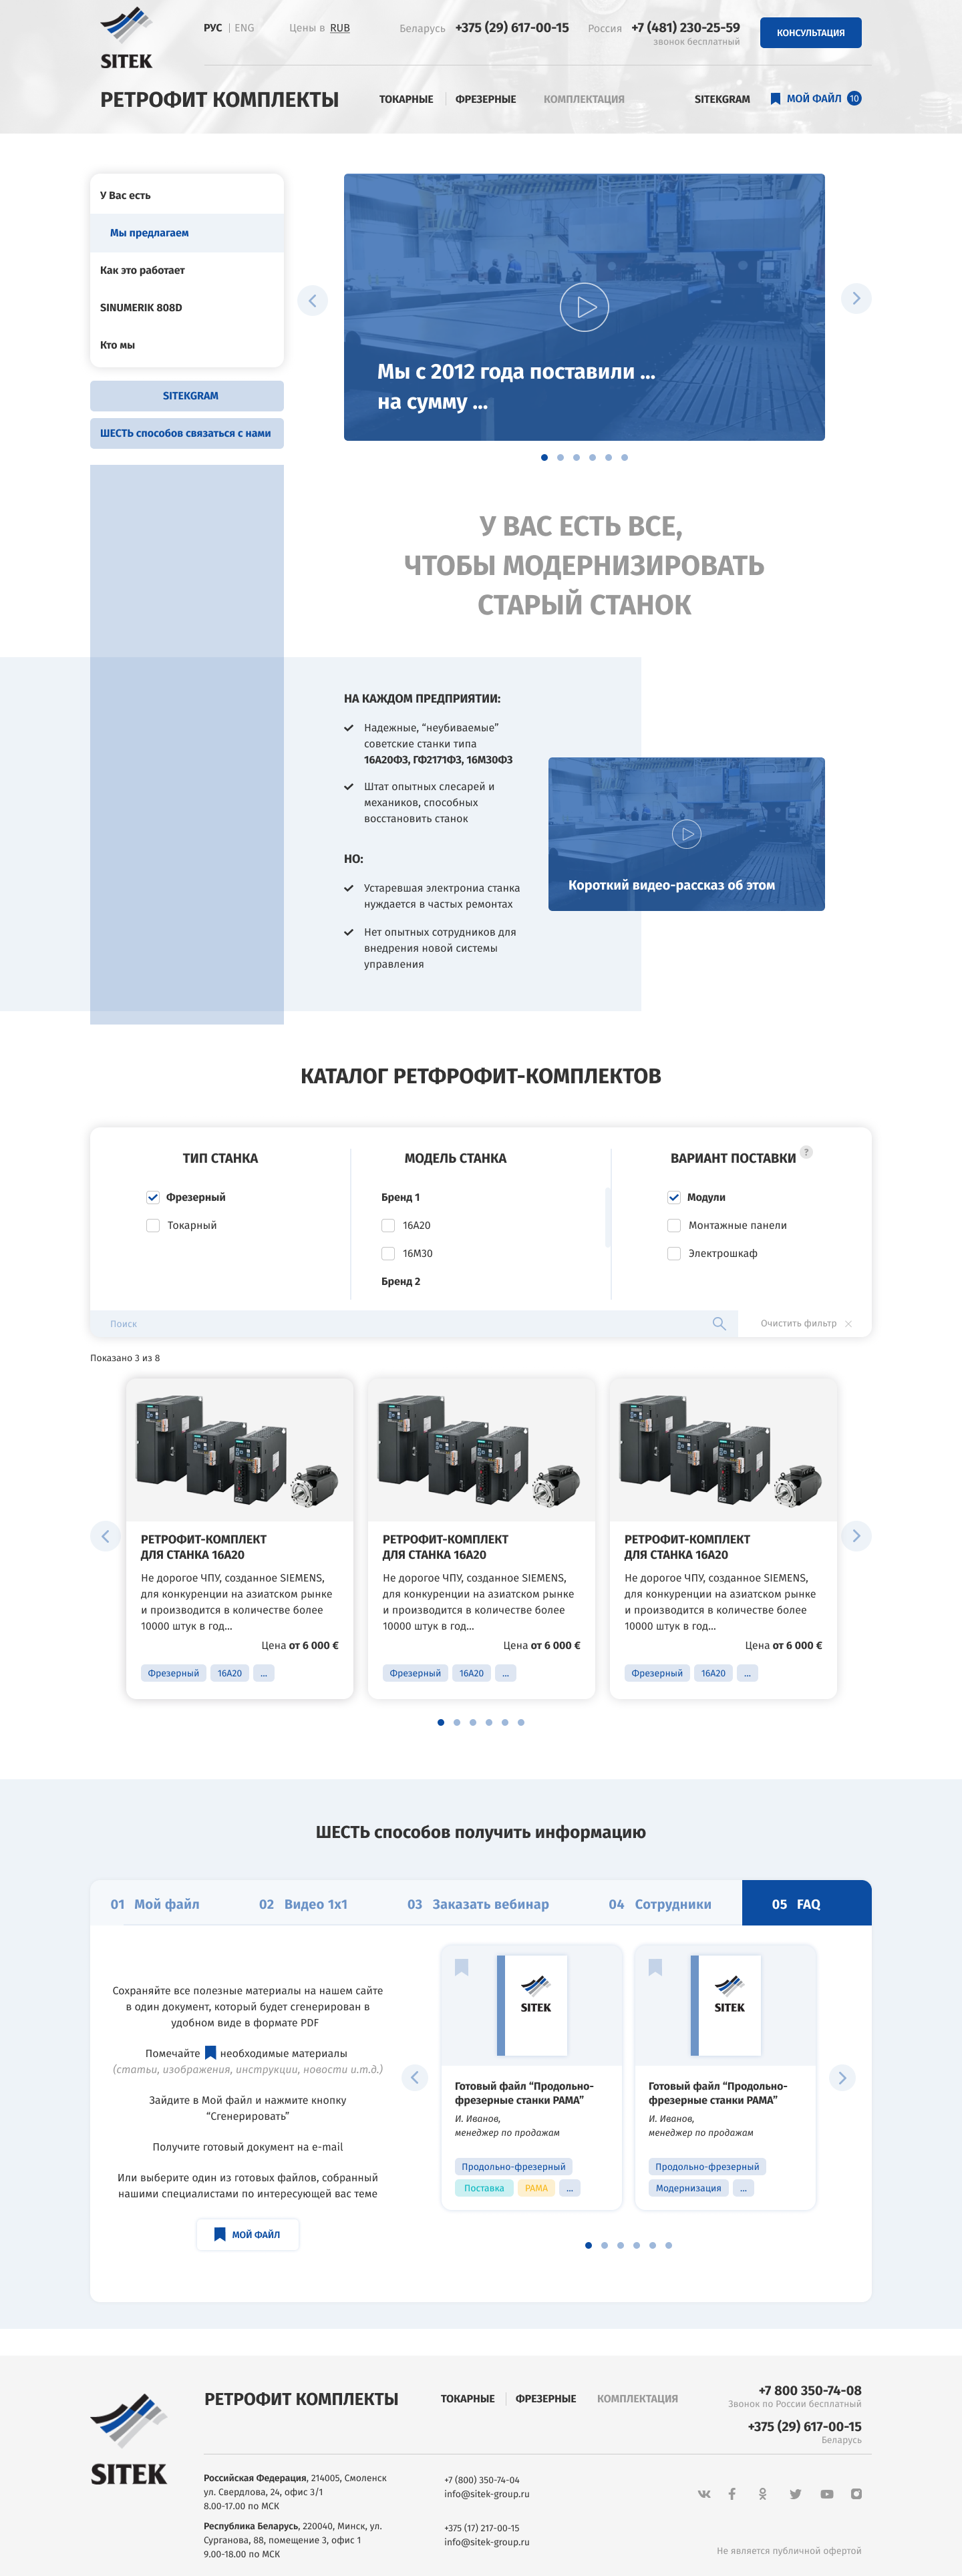 SITEK
РУС | ENG
Цены в RUB
Беларусь +375 (29) 617-00-15
Россия +7 (481) 230-25-59
звонок бесплатный
КОНСУЛЬТАЦИЯ
РЕТРОФИТ КОМПЛЕКТЫ
ТОКАРНЫЕ | ФРЕЗЕРНЫЕ
КОМПЛЕКТАЦИЯ
SITEKGRAM
МОЙ ФАЙЛ 10
У Вас есть
Мы предлагаем
Как это работает
SINUMERIK 808D
Кто мы
SITEKGRAM
ШЕСТЬ способов связаться с нами
Мы с 2012 года поставили ...
на сумму ...
У ВАС ЕСТЬ ВСЕ,
ЧТОБЫ МОДЕРНИЗИРОВАТЬ
СТАРЫЙ СТАНОК
НА КАЖДОМ ПРЕДПРИЯТИИ:
Надежные, “неубиваемые”
советские станки типа
16А20Ф3, ГФ2171Ф3, 16М30Ф3
Штат опытных слесарей и
механиков, способных
восстановить станок
НО:
Устаревшая электрониа станка
нуждается в частых ремонтах
Нет опытных сотрудников для
внедрения новой системы
управления
Короткий видео-рассказ об этом
КАТАЛОГ РЕТФРОФИТ-КОМПЛЕКТОВ
ТИП СТАНКА
Фрезерный
Токарный
МОДЕЛЬ СТАНКА
Бренд 1
16А20
16М30
Бренд 2
ВАРИАНТ ПОСТАВКИ ?
Модули
Монтажные панели
Электрошкаф
Поиск
Очистить фильтр
Показано 3 из 8
РЕТРОФИТ-КОМПЛЕКТ
ДЛЯ СТАНКА 16А20
Не дорогое ЧПУ, созданное SIEMENS,
для конкуренции на азиатском рынке
и производится в количестве более
10000 штук в год...
Цена от 6 000 €
Фрезерный 16А20 ...
РЕТРОФИТ-КОМПЛЕКТ
ДЛЯ СТАНКА 16А20
Не дорогое ЧПУ, созданное SIEMENS,
для конкуренции на азиатском рынке
и производится в количестве более
10000 штук в год...
Цена от 6 000 €
Фрезерный 16А20 ...
РЕТРОФИТ-КОМПЛЕКТ
ДЛЯ СТАНКА 16А20
Не дорогое ЧПУ, созданное SIEMENS,
для конкуренции на азиатском рынке
и производится в количестве более
10000 штук в год...
Цена от 6 000 €
Фрезерный 16А20 ...
ШЕСТЬ способов получить информацию
01 Мой файл
02 Видео 1x1
03 Заказать вебинар
04 Сотрудники
05 FAQ
Сохраняйте все полезные материалы на нашем сайте
в один документ, который будет сгенерирован в
удобном виде в формате PDF
Помечайте необходимые материалы
(статьи, изображения, инструкции, новости и.т.д.)
Зайдите в Мой файл и нажмите кнопку
“Сгенерировать”
Получите готовый документ на e-mail
Или выберите один из готовых файлов, собранный
нашими специалистами по интересующей вас теме
МОЙ ФАЙЛ
SITEK
Готовый файл “Продольно-
фрезерные станки РАМА”
И. Иванов,
менеджер по продажам
Продольно-фрезерный
Поставка РАМА ...
SITEK
Готовый файл “Продольно-
фрезерные станки РАМА”
И. Иванов,
менеджер по продажам
Продольно-фрезерный
Модернизация ...
SITEK
РЕТРОФИТ КОМПЛЕКТЫ
ТОКАРНЫЕ | ФРЕЗЕРНЫЕ
КОМПЛЕКТАЦИЯ
+7 800 350-74-08
Звонок по России бесплатный
+375 (29) 617-00-15
Беларусь
Российская Федерация, 214005, Смоленск
ул. Свердлова, 24, офис 3/1
8.00-17.00 по МСК
Республика Беларусь, 220040, Минск, ул.
Сурганова, 88, помещение 3, офис 1
9.00-18.00 по МСК
+7 (800) 350-74-04
info@sitek-group.ru
+375 (17) 217-00-15
info@sitek-group.ru
Не является публичной офертой